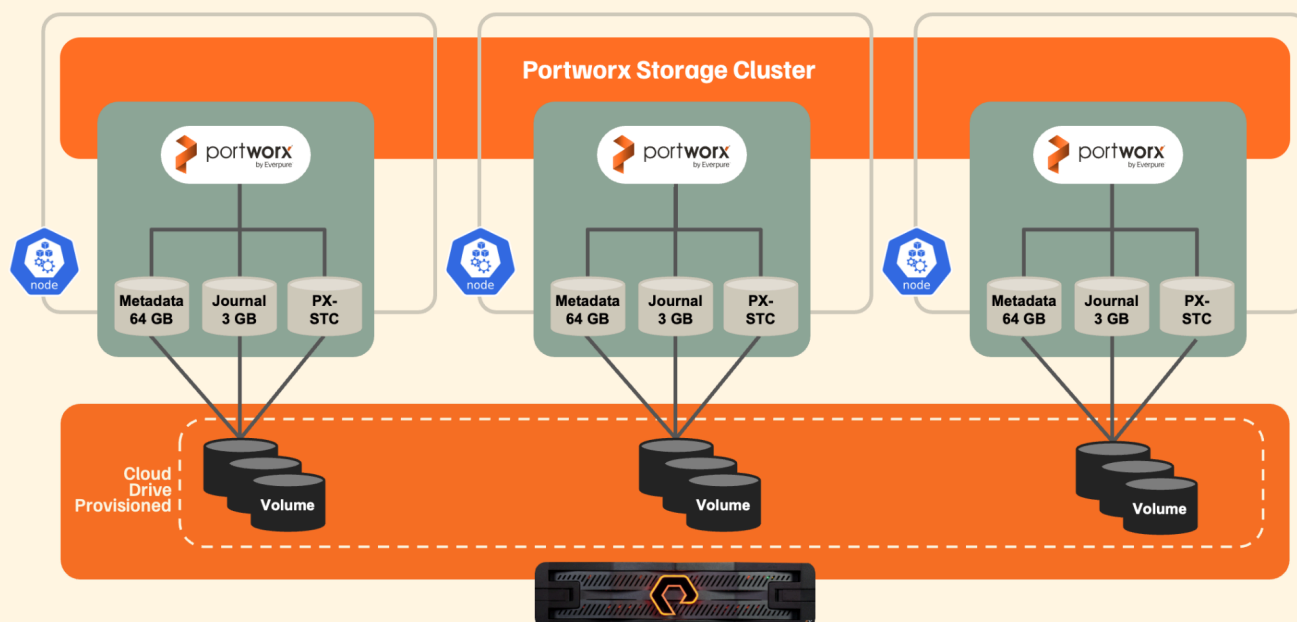 Portworx Storage Cluster
portworx
by Everpure
portworx
by Everpure
portworx
by Everpure
node
node
node
Metadata
64 GB
Journal
3 GB
PX-
STC
Metadata
64 GB
Journal
3 GB
PX-
STC
Metadata
64 GB
Journal
3 GB
PX-
STC
Cloud
Drive
Provisioned
Volume
Volume
Volume